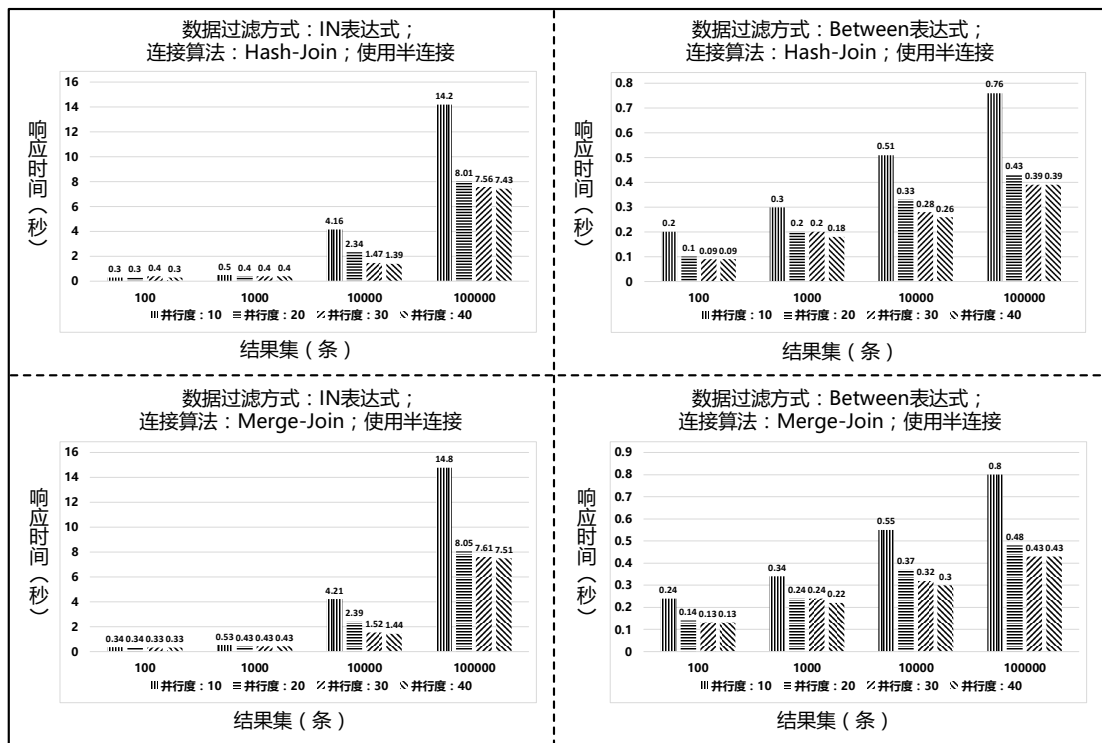 数据过滤方式：IN表达式；
连接算法：Hash-Join；使用半连接
响应时间（秒）
16
14
12
10
8
6
4
2
0
0.3 0.3 0.4 0.3
0.5 0.4 0.4 0.4
4.16 2.34 1.47 1.39
14.2 8.01 7.56 7.43
100 1000 10000 100000
并行度：10 并行度：20 并行度：30 并行度：40
结果集（条）
数据过滤方式：Between表达式；
连接算法：Hash-Join；使用半连接
响应时间（秒）
0.8
0.7
0.6
0.5
0.4
0.3
0.2
0.1
0
0.2 0.1 0.09 0.09
0.3 0.2 0.2 0.18
0.51 0.33 0.28 0.26
0.76 0.43 0.39 0.39
100 1000 10000 100000
并行度：10 并行度：20 并行度：30 并行度：40
结果集（条）
数据过滤方式：IN表达式；
连接算法：Merge-Join；使用半连接
响应时间（秒）
16
14
12
10
8
6
4
2
0
0.34 0.34 0.33 0.33
0.53 0.43 0.43 0.43
4.21 2.39 1.52 1.44
14.8 8.05 7.61 7.51
100 1000 10000 100000
并行度：10 并行度：20 并行度：30 并行度：40
结果集（条）
数据过滤方式：Between表达式；
连接算法：Merge-Join；使用半连接
响应时间（秒）
0.9
0.8
0.7
0.6
0.5
0.4
0.3
0.2
0.1
0
0.24 0.14 0.13 0.13
0.34 0.24 0.24 0.22
0.55 0.37 0.32 0.3
0.8 0.48 0.43 0.43
100 1000 10000 100000
并行度：10 并行度：20 并行度：30 并行度：40
结果集（条）